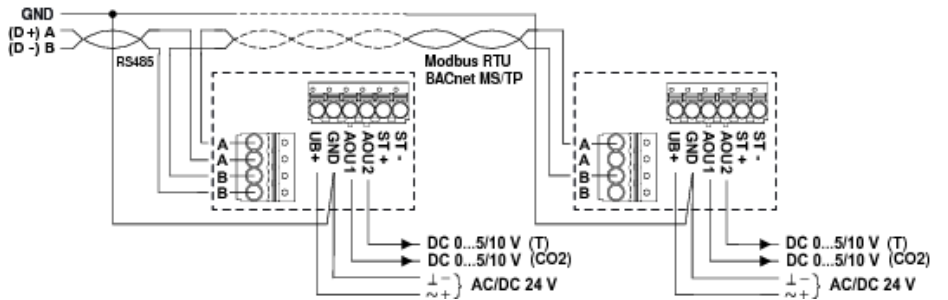 GND
(D+) A
(D-) B
RS485
Modbus RTU
BACnet MS/TP
UB+
GND
AOU1
AOU2
ST +
ST -
A
A
B
B
UB+
GND
AOU1
AOU2
ST +
ST -
A
A
B
B
DC 0...5/10 V (T)
DC 0...5/10 V (CO2)
⊥ −
~ +
} AC/DC 24 V
DC 0...5/10 V (T)
DC 0...5/10 V (CO2)
⊥ −
~ +
} AC/DC 24 V